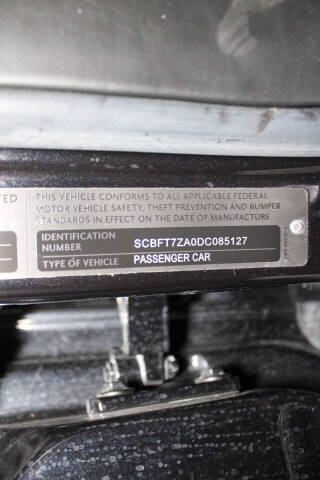 TED
THIS VEHICLE CONFORMS TO ALL APPLICABLE FEDERAL
MOTOR VEHICLE SAFETY, THEFT PREVENTION AND BUMPER
STANDARDS IN EFFECT ON THE DATE OF MANUFACTURE
IDENTIFICATION
NUMBER
SCBFT7ZA0DC085127
TYPE OF VEHICLE
PASSENGER CAR